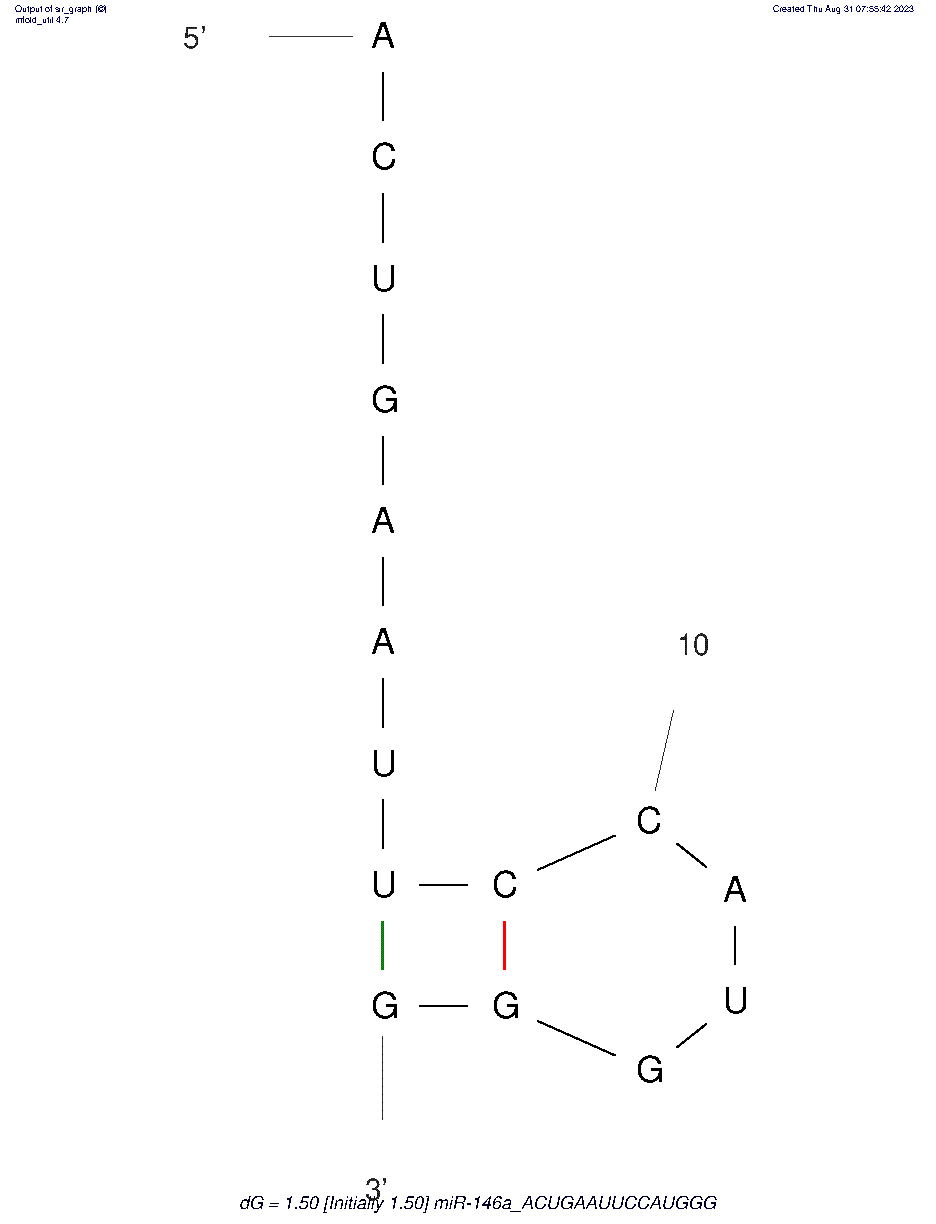 Output of sir_graph (©)
mfold_util 4.7
Created Thu Aug 31 07:55:42 2023
5’ A
C
U
G
A
A
10
U
C
U C A
G G U
G
3’
dG = 1.50 [Initially 1.50] miR-146a_ACUGAAUUCCAUGGG